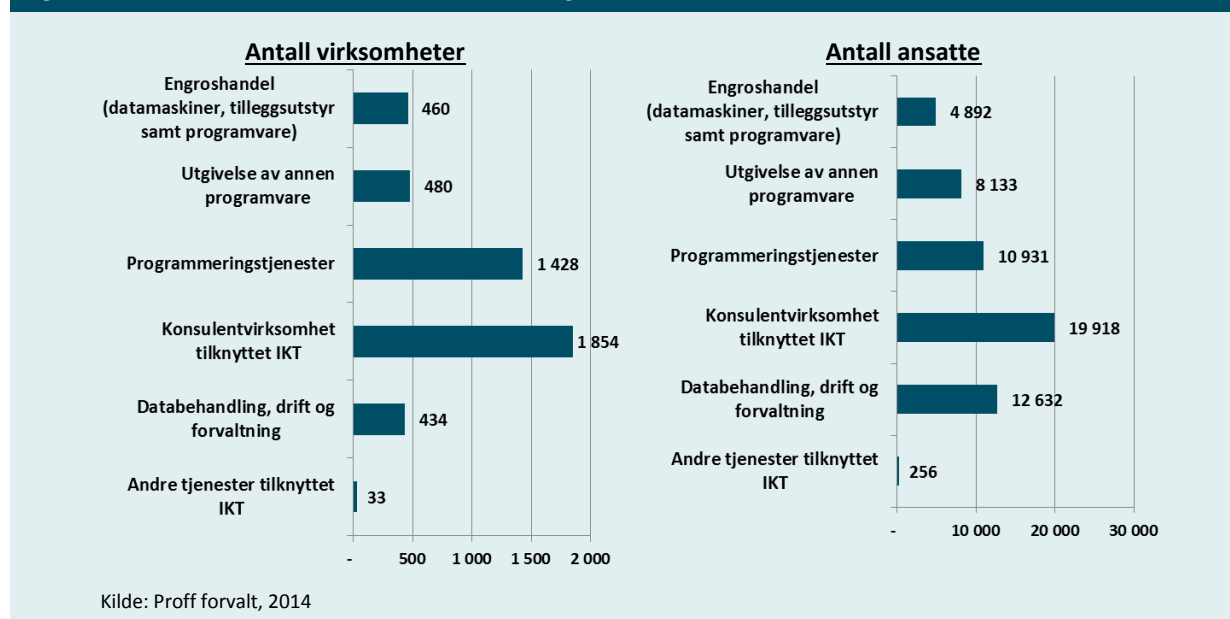 Antall virksomheter
Engroshandel
(datamaskiner, tilleggsutstyr
samt programvare)
460
Utgivelse av annen
programvare
480
Programmeringstjenester
1 428
Konsulentvirksomhet
tilknyttet IKT
1 854
Databehandling, drift og
forvaltning
434
Andre tjenester tilknyttet
IKT
33
- 500 1 000 1 500 2 000
Antall ansatte
Engroshandel
(datamaskiner, tilleggsutstyr
samt programvare)
4 892
Utgivelse av annen
programvare
8 133
Programmeringstjenester
10 931
Konsulentvirksomhet
tilknyttet IKT
19 918
Databehandling, drift og
forvaltning
12 632
Andre tjenester tilknyttet
IKT
256
- 10 000 20 000 30 000
Kilde: Proff forvalt, 2014